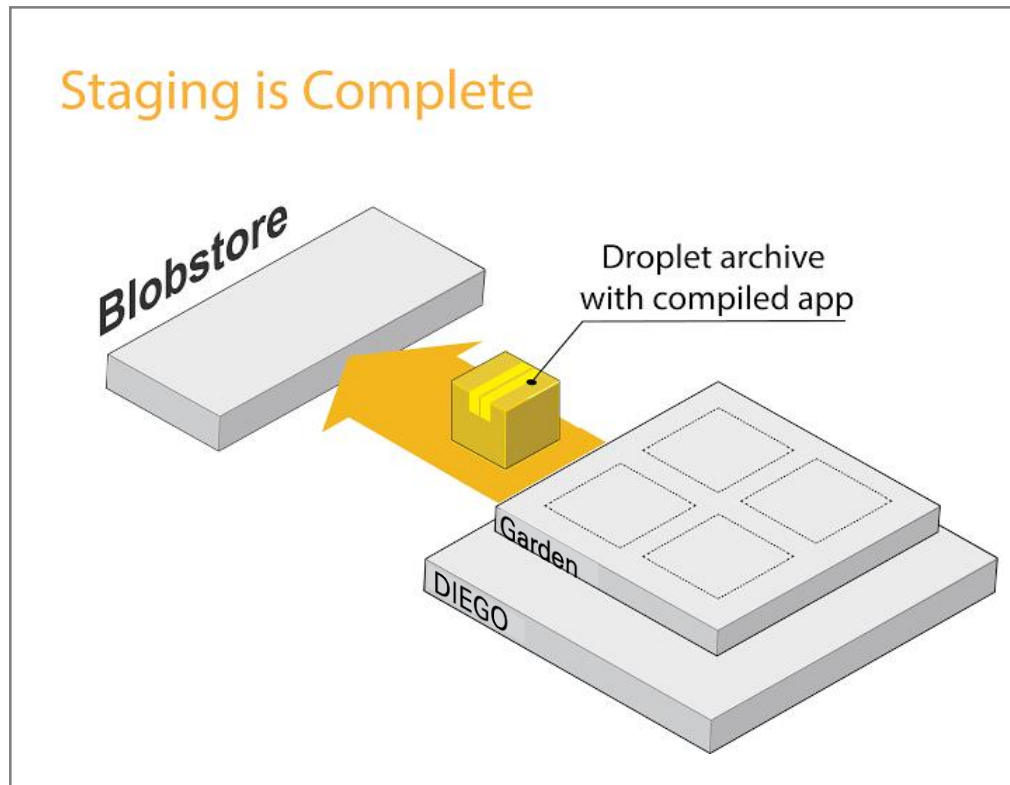 Staging is Complete
Blobstore
Droplet archive
with compiled app
Garden
DIEGO